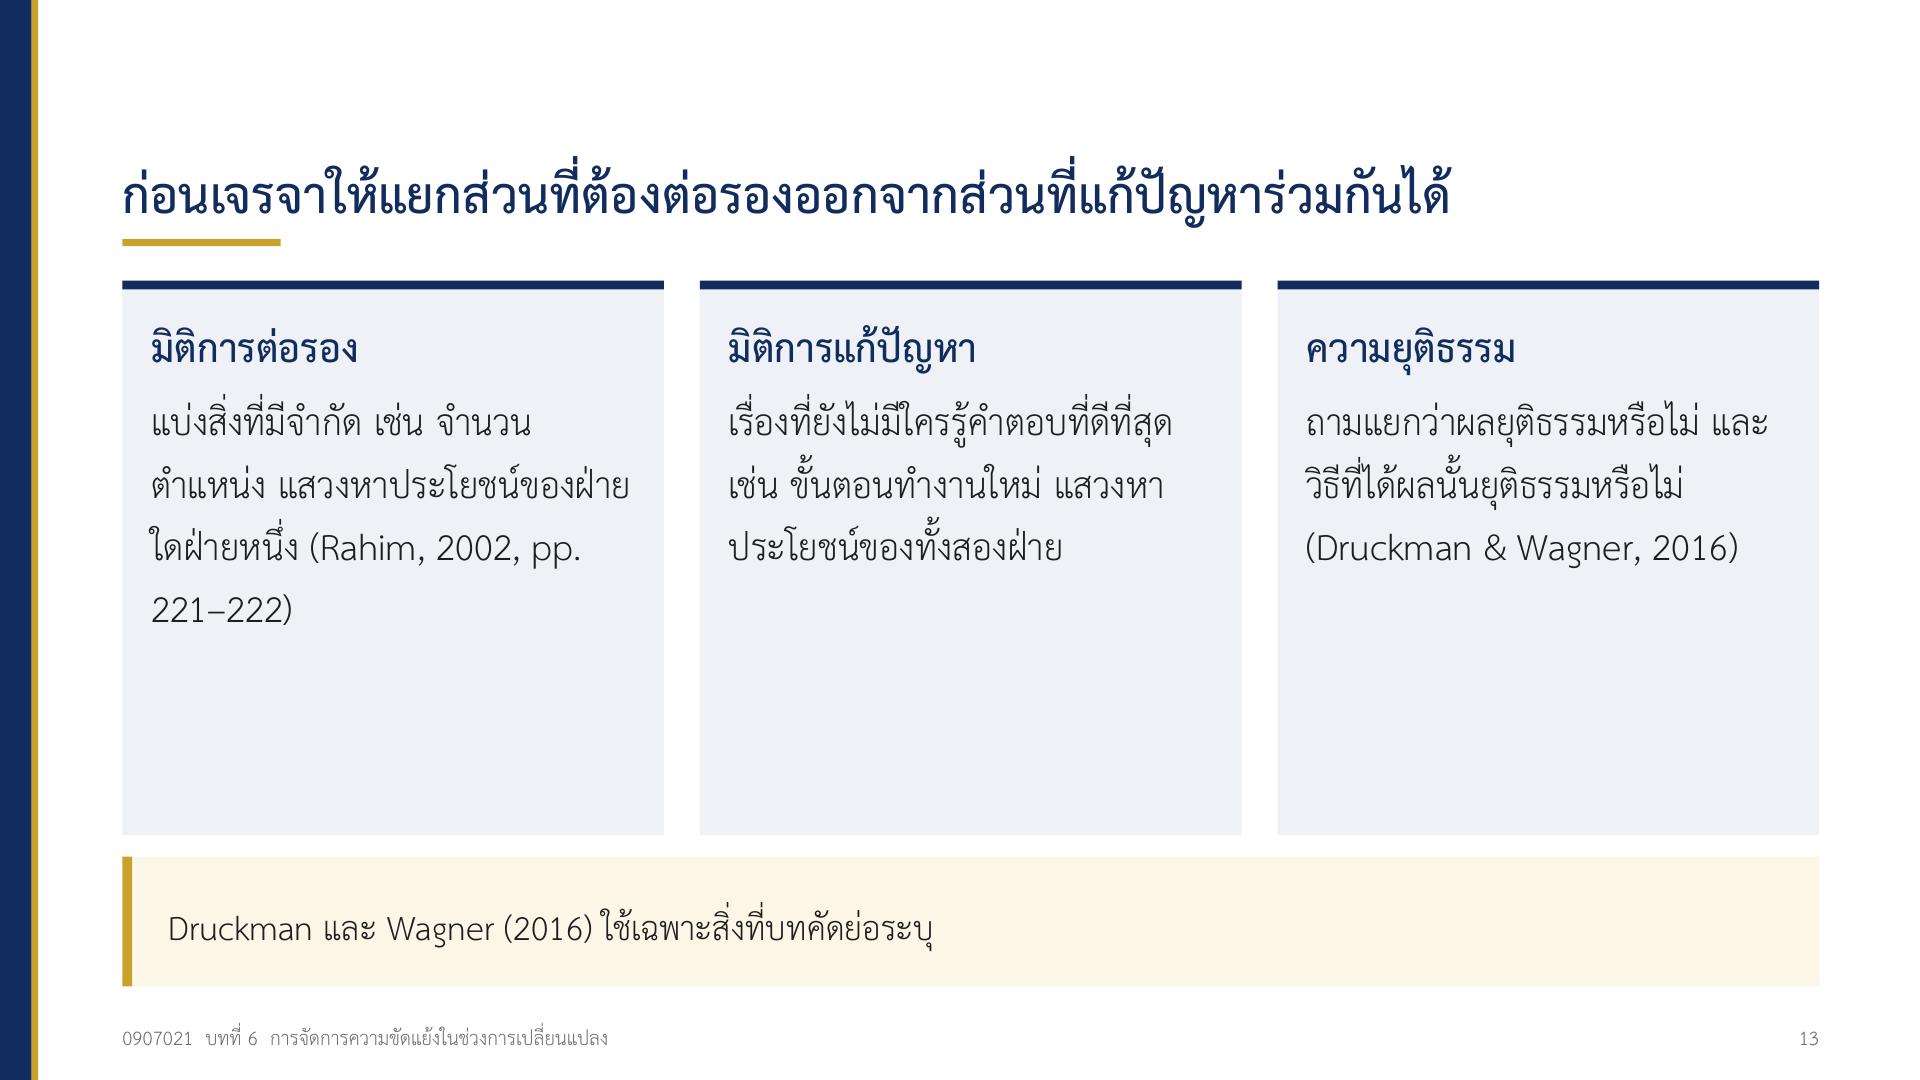 ก่อนเจรจาให้แยกส่วนที่ต้องต่อรองออกจากส่วนที่แก้ปัญหาร่วมกันได้
มิติการต่อรอง
แบ่งสิ่งที่มีจำกัด เช่น จำนวน
ตำแหน่ง แสวงหาประโยชน์ของฝ่าย
ใดฝ่ายหนึ่ง (Rahim, 2002, pp.
221–222)
มิติการแก้ปัญหา
เรื่องที่ยังไม่มีใครรู้คำตอบที่ดีที่สุด
เช่น ขั้นตอนทำงานใหม่ แสวงหา
ประโยชน์ของทั้งสองฝ่าย
ความยุติธรรม
ถามแยกว่าผลยุติธรรมหรือไม่ และ
วิธีที่ได้ผลนั้นยุติธรรมหรือไม่
(Druckman & Wagner, 2016)
Druckman และ Wagner (2016) ใช้เฉพาะสิ่งที่บทคัดย่อระบุ
0907021 บทที่ 6 การจัดการความขัดแย้งในช่วงการเปลี่ยนแปลง
13